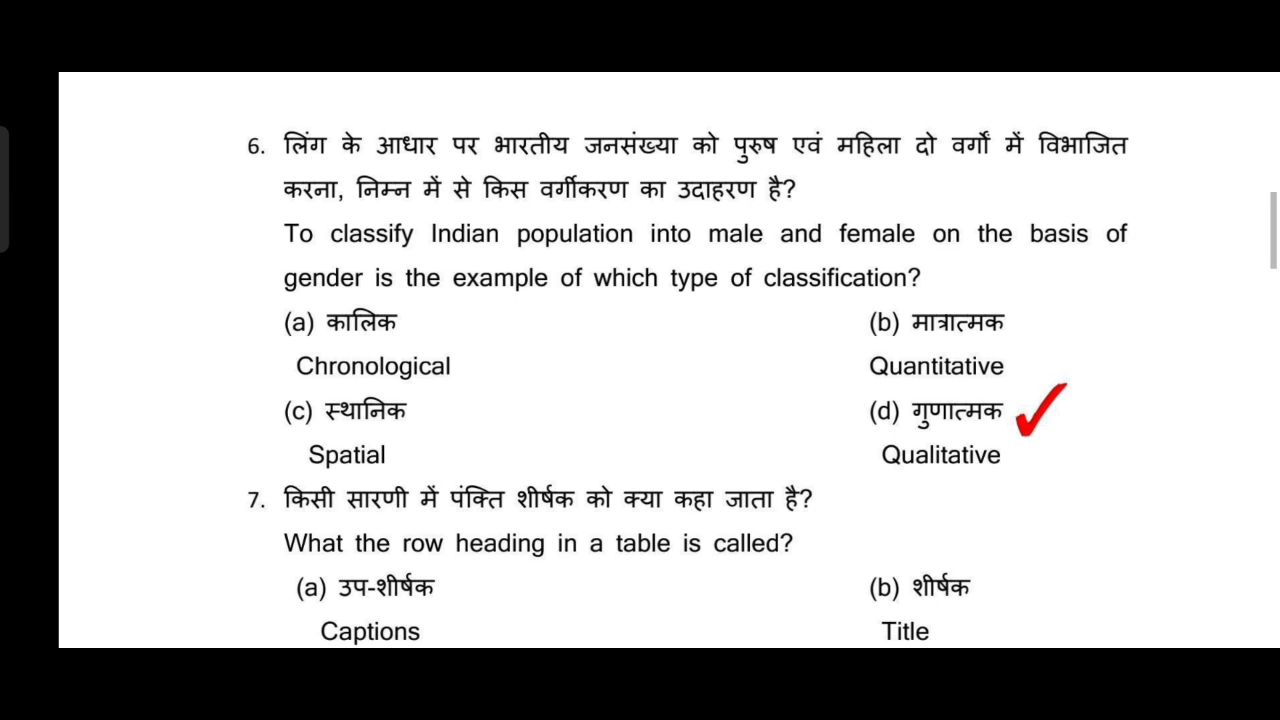 6. लिंग के आधार पर भारतीय जनसंख्या को पुरुष एवं महिला दो वर्गों में विभाजित
करना, निम्न में से किस वर्गीकरण का उदाहरण है?
To classify Indian population into male and female on the basis of
gender is the example of which type of classification?
(a) कालिक (b) मात्रात्मक
Chronological Quantitative
(c) स्थानिक (d) गुणात्मक
Spatial Qualitative
7. किसी सारणी में पंक्ति शीर्षक को क्या कहा जाता है?
What the row heading in a table is called?
(a) उप-शीर्षक (b) शीर्षक
Captions Title